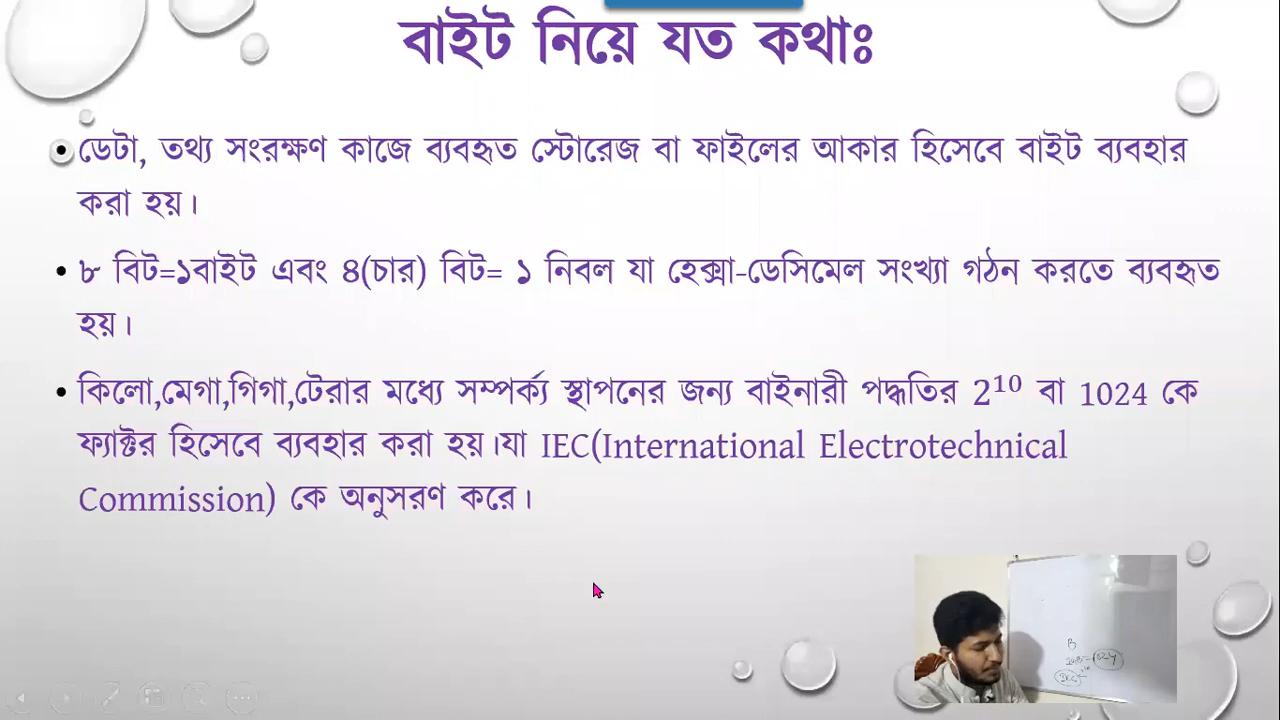 বাইট নিয়ে যত কথাঃ
• ডেটা, তথ্য সংরক্ষণ কাজে ব্যবহৃত স্টোরেজ বা ফাইলের আকার হিসেবে বাইট ব্যবহার
করা হয়।
• ৮ বিট=১বাইট এবং ৪(চার) বিট= ১ নিবল যা হেক্সা-ডেসিমেল সংখ্যা গঠন করতে ব্যবহৃত
হয়।
• কিলো,মেগা,গিগা,টেরার মধ্যে সম্পর্ক্য স্থাপনের জন্য বাইনারী পদ্ধতির 2¹⁰ বা 1024 কে
ফ্যাক্টর হিসেবে ব্যবহার করা হয়।যা IEC(International Electrotechnical
Commission) কে অনুসরণ করে।
B